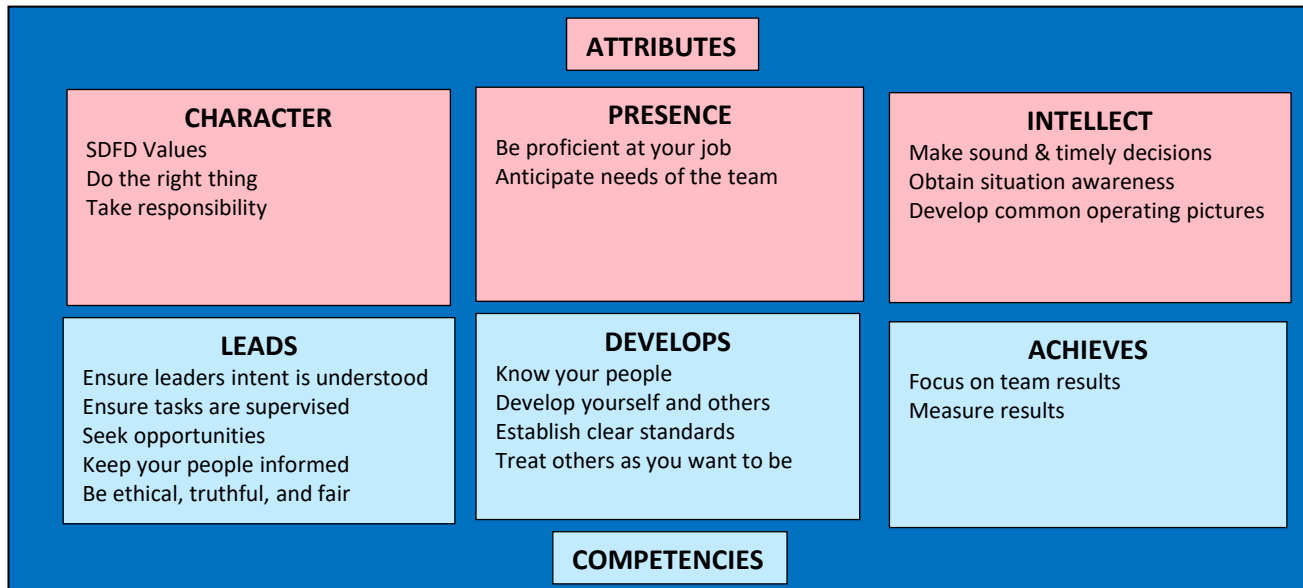 ATTRIBUTES
CHARACTER
SDFD Values
Do the right thing
Take responsibility
PRESENCE
Be proficient at your job
Anticipate needs of the team
INTELLECT
Make sound & timely decisions
Obtain situation awareness
Develop common operating pictures
LEADS
Ensure leaders intent is understood
Ensure tasks are supervised
Seek opportunities
Keep your people informed
Be ethical, truthful, and fair
DEVELOPS
Know your people
Develop yourself and others
Establish clear standards
Treat others as you want to be
ACHIEVES
Focus on team results
Measure results
COMPETENCIES